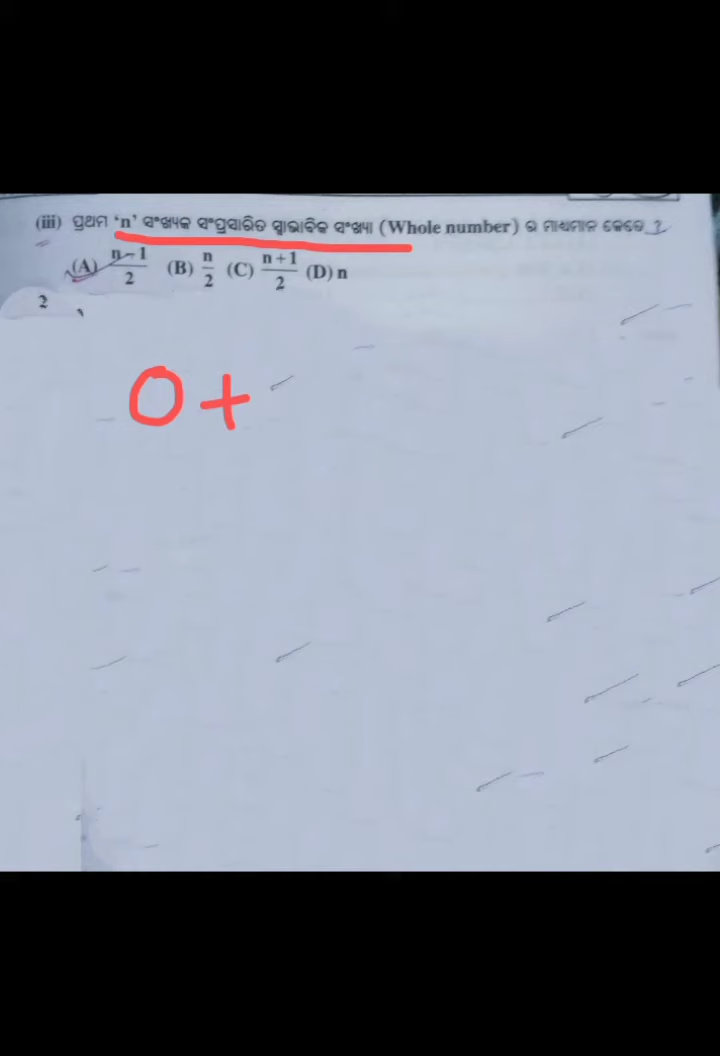 (iii) ପ୍ରଥମ ‘n’ ସଂଖ୍ୟକ ସଂପ୍ରସାରିତ ସ୍ବାଭାବିକ ସଂଖ୍ୟା (Whole number) ର ମାଧ୍ୟମାନ କେତେ ?
(A) n – 1 / 2 (B) n / 2 (C) n + 1 / 2 (D) n
2
0 +